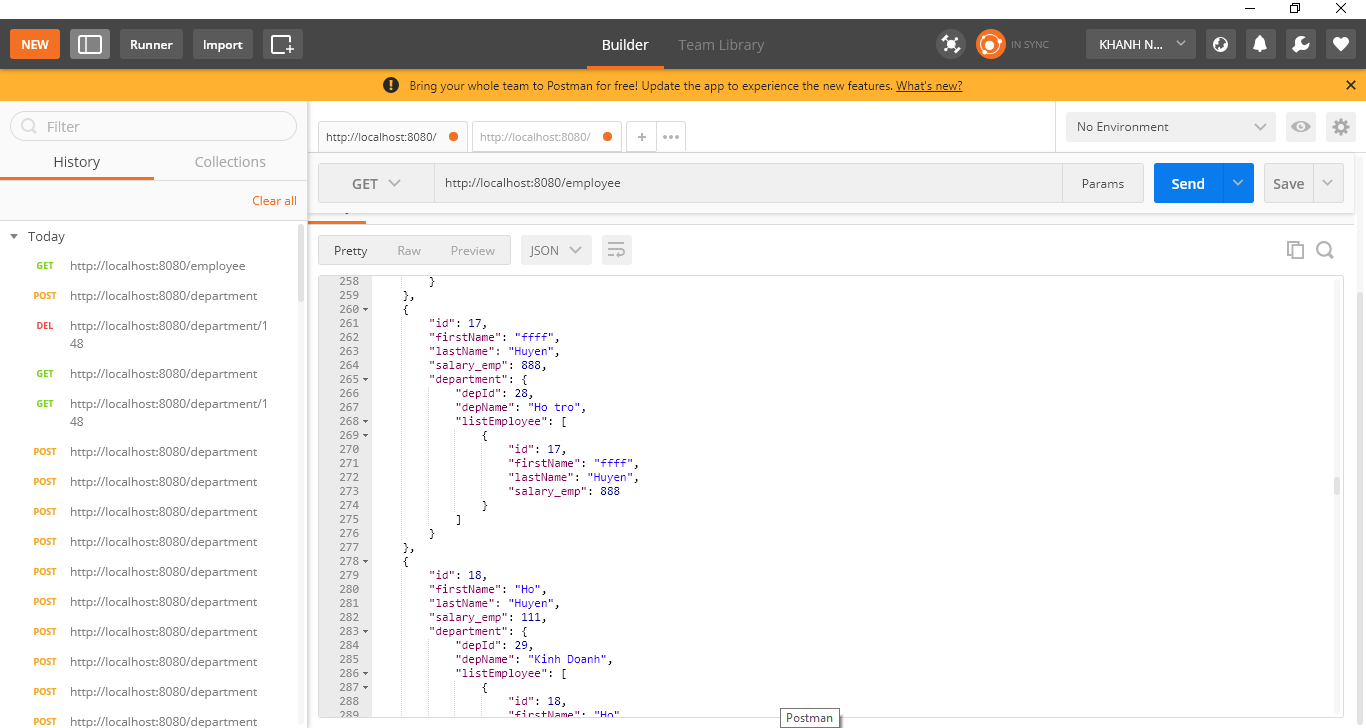 NEW
Runner
Import
Builder
Team Library
IN SYNC
KHANH N...
Bring your whole team to Postman for free! Update the app to experience the new features. What's new?
Filter
History
Collections
Clear all
Today
GET http://localhost:8080/employee
POST http://localhost:8080/department
DEL http://localhost:8080/department/1
48
GET http://localhost:8080/department
GET http://localhost:8080/department/1
48
POST http://localhost:8080/department
POST http://localhost:8080/department
POST http://localhost:8080/department
POST http://localhost:8080/department
POST http://localhost:8080/department
POST http://localhost:8080/department
POST http://localhost:8080/department
POST http://localhost:8080/department
POST http://localhost:8080/department
POST http://localhost:8080/department
http://localhost:8080/
http://localhost:8080/
No Environment
GET
http://localhost:8080/employee
Params
Send
Save
Pretty
Raw
Preview
JSON
258 }
259 },
260 {
261 "id": 17,
262 "firstName": "ffff",
263 "lastName": "Huyen",
264 "salary_emp": 888,
265 "department": {
266 "depId": 28,
267 "depName": "Ho tro",
268 "listEmployee": [
269 {
270 "id": 17,
271 "firstName": "ffff",
272 "lastName": "Huyen",
273 "salary_emp": 888
274 }
275 ]
276 }
277 },
278 {
279 "id": 18,
280 "firstName": "Ho",
281 "lastName": "Huyen",
282 "salary_emp": 111,
283 "department": {
284 "depId": 29,
285 "depName": "Kinh Doanh",
286 "listEmployee": [
287 {
288 "id": 18,
289 "firstName": "Ho"
Postman